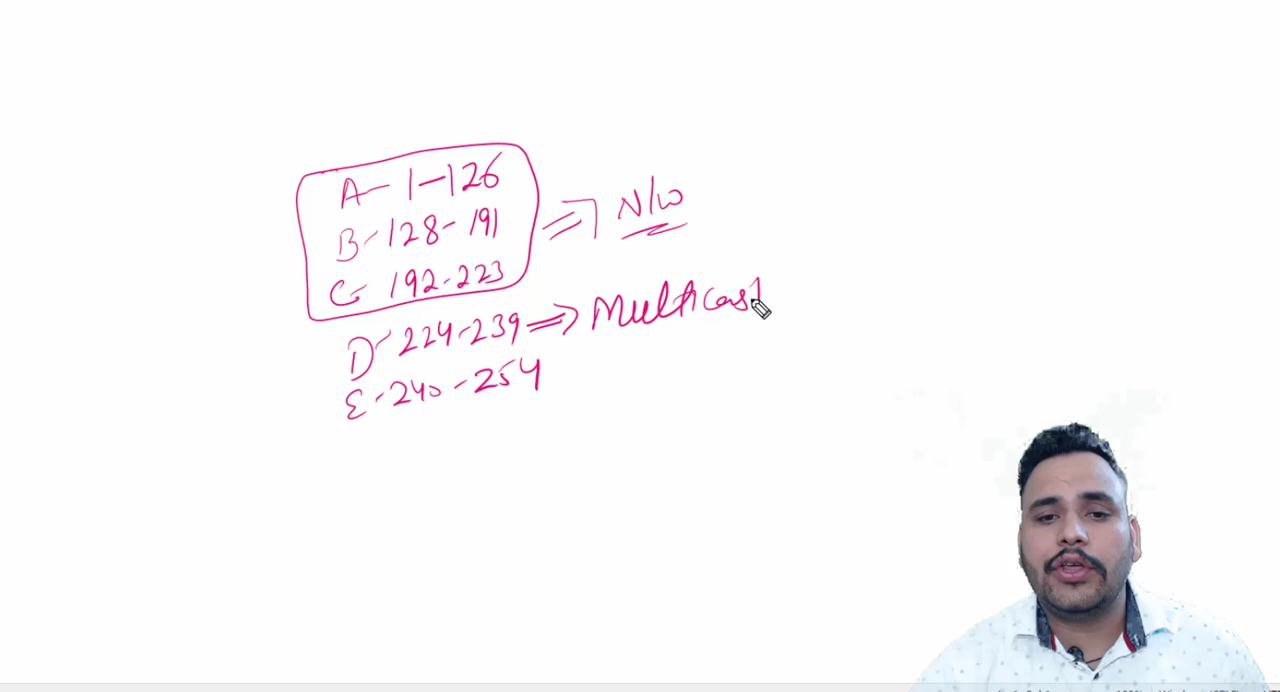 A- 1-126
B-128-191
C- 192-223
N/W
D-224-239 => Multicast
E-240-254